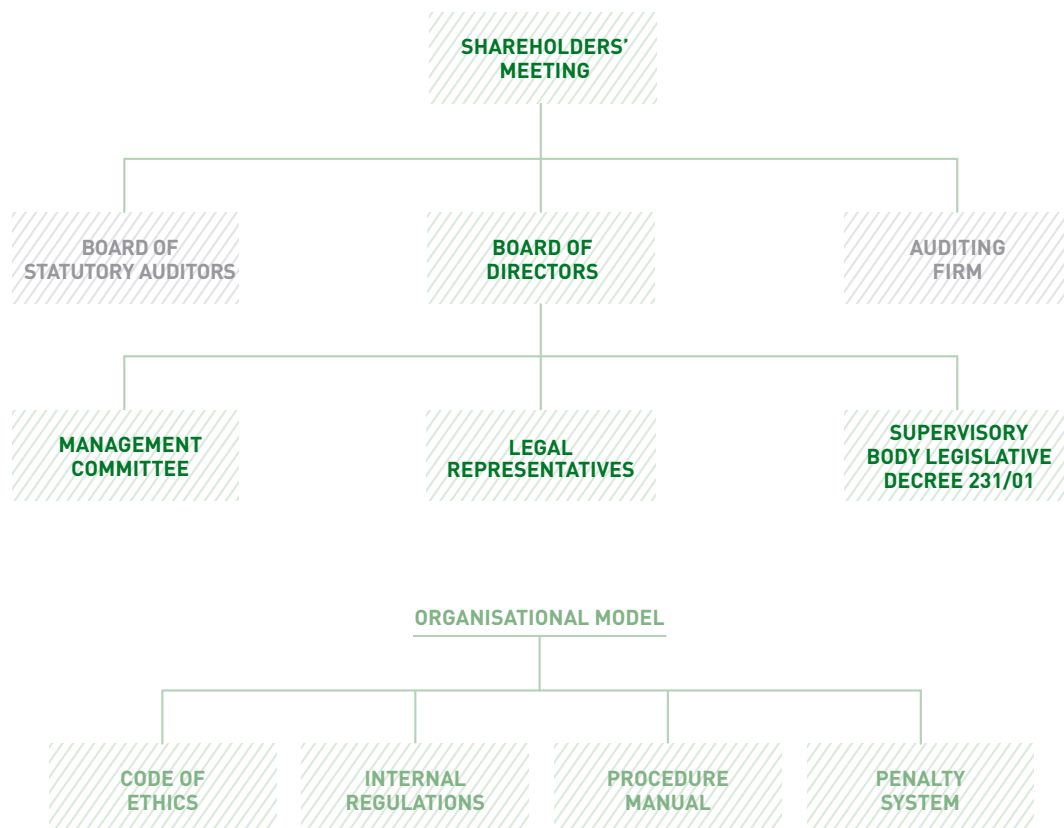 SHAREHOLDERS’
MEETING
BOARD OF
STATUTORY AUDITORS
BOARD OF
DIRECTORS
AUDITING
FIRM
MANAGEMENT
COMMITTEE
LEGAL
REPRESENTATIVES
SUPERVISORY
BODY LEGISLATIVE
DECREE 231/01
ORGANISATIONAL MODEL
CODE OF
ETHICS
INTERNAL
REGULATIONS
PROCEDURE
MANUAL
PENALTY
SYSTEM